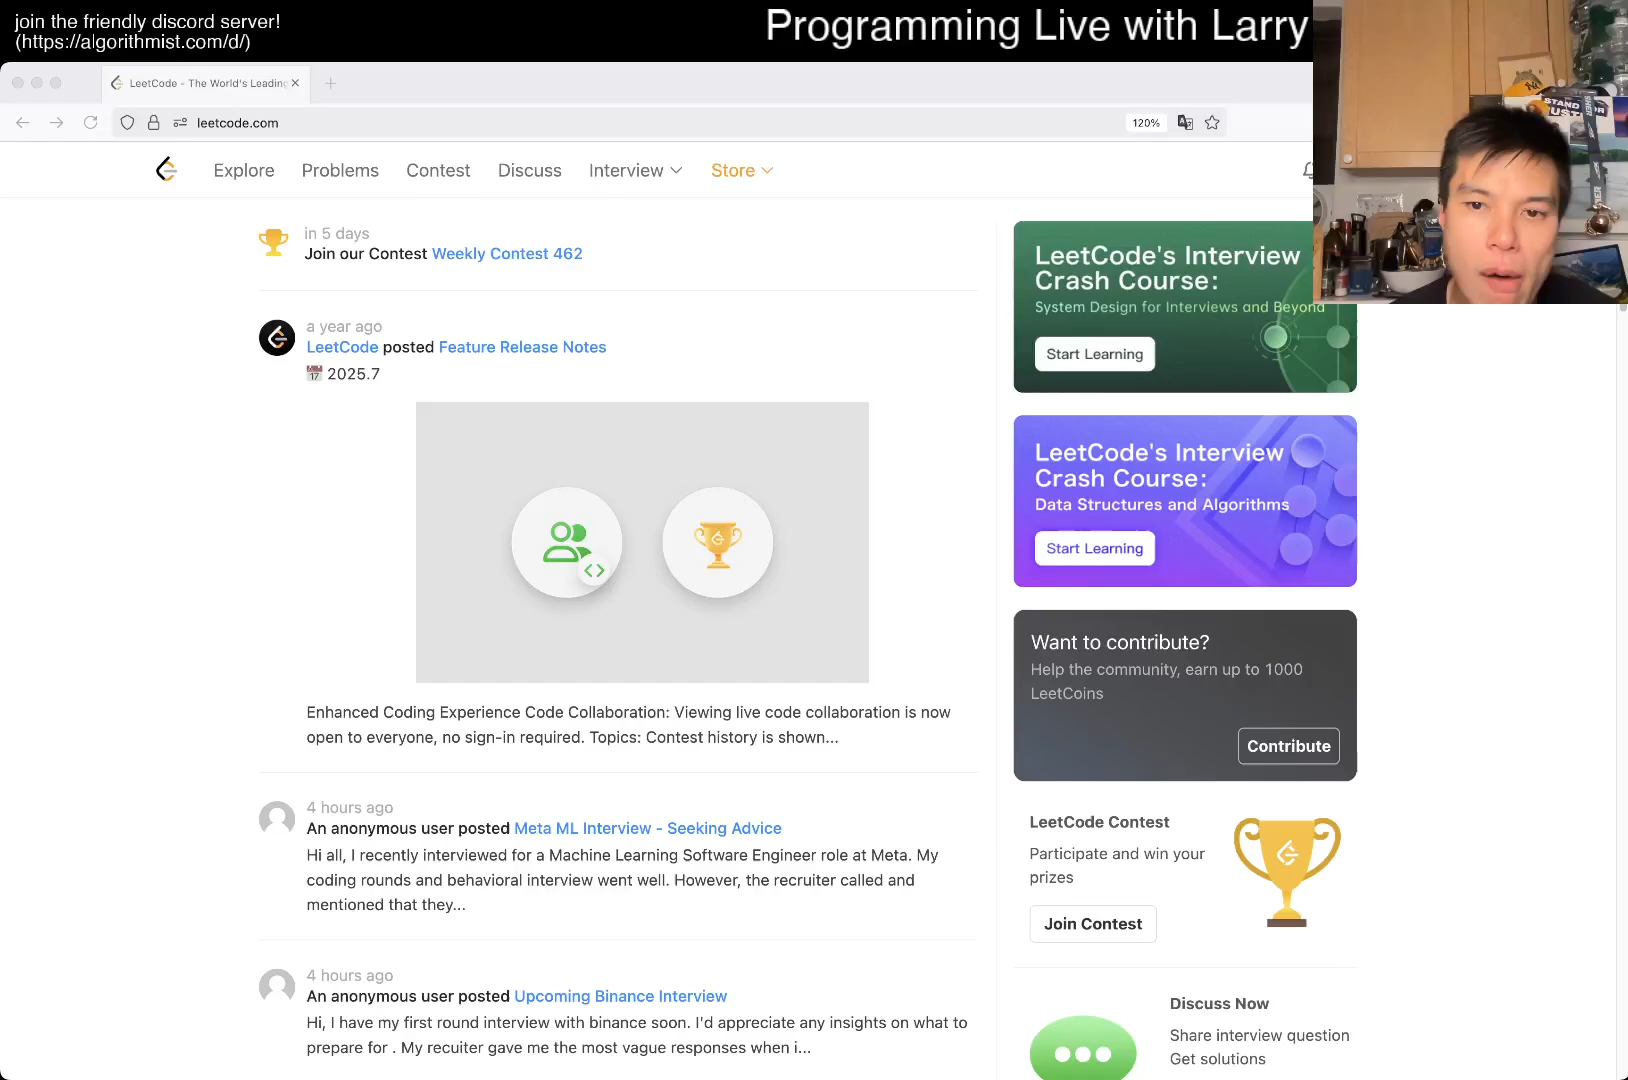 join the friendly discord server!
(https://algorithmist.com/d/)
Programming Live with Larry
LeetCode - The World's Leading
leetcode.com
120%
Explore
Problems
Contest
Discuss
Interview
Store
in 5 days
Join our Contest Weekly Contest 462
a year ago
LeetCode posted Feature Release Notes
17 2025.7
Enhanced Coding Experience Code Collaboration: Viewing live code collaboration is now
open to everyone, no sign-in required. Topics: Contest history is shown...
4 hours ago
An anonymous user posted Meta ML Interview - Seeking Advice
Hi all, I recently interviewed for a Machine Learning Software Engineer role at Meta. My
coding rounds and behavioral interview went well. However, the recruiter called and
mentioned that they...
4 hours ago
An anonymous user posted Upcoming Binance Interview
Hi, I have my first round interview with binance soon. I'd appreciate any insights on what to
prepare for . My recuiter gave me the most vague responses when i...
LeetCode's Interview
Crash Course:
System Design for Interviews and Beyond
Start Learning
LeetCode's Interview
Crash Course:
Data Structures and Algorithms
Start Learning
Want to contribute?
Help the community, earn up to 1000
LeetCoins
Contribute
LeetCode Contest
Participate and win your
prizes
Join Contest
Discuss Now
Share interview question
Get solutions
STAND